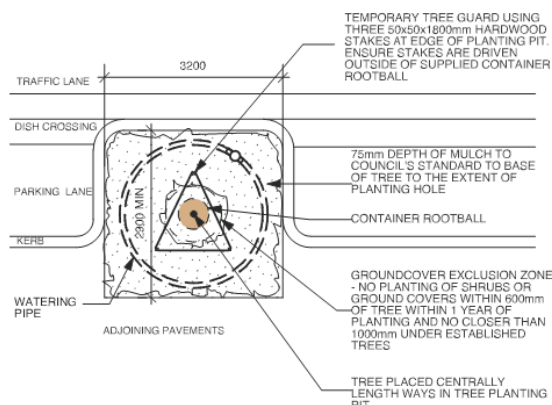 TEMPORARY TREE GUARD USING
THREE 50x50x1800mm HARDWOOD
STAKES AT EDGE OF PLANTING PIT.
ENSURE STAKES ARE DRIVEN
OUTSIDE OF SUPPLIED CONTAINER
ROOTBALL
3200
TRAFFIC LANE
DISH CROSSING
75mm DEPTH OF MULCH TO
COUNCIL'S STANDARD TO BASE
OF TREE TO THE EXTENT OF
PLANTING HOLE
PARKING LANE
2900 MIN
CONTAINER ROOTBALL
KERB
GROUNDCOVER EXCLUSION ZONE
- NO PLANTING OF SHRUBS OR
GROUND COVERS WITHIN 600mm
OF TREE WITHIN 1 YEAR OF
PLANTING AND NO CLOSER THAN
1000mm UNDER ESTABLISHED
TREES
WATERING
PIPE
ADJOINING PAVEMENTS
TREE PLACED CENTRALLY
LENGTH WAYS IN TREE PLANTING
PIT